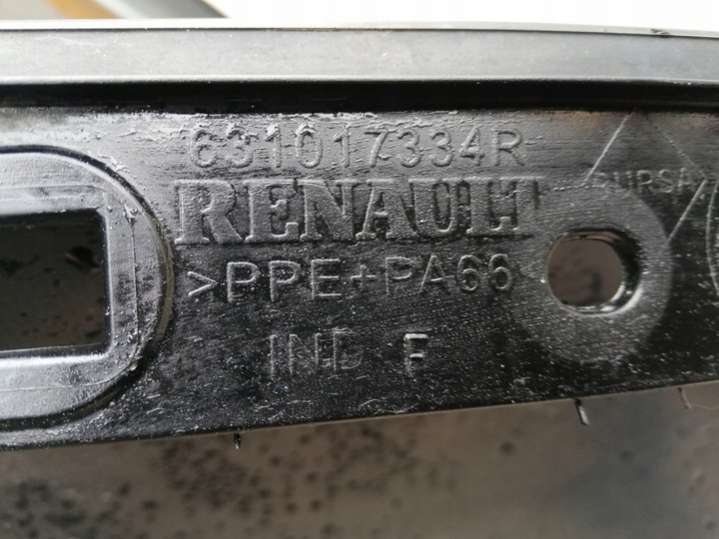 631017334R
RENAULT
>PPE+PA66
IND F